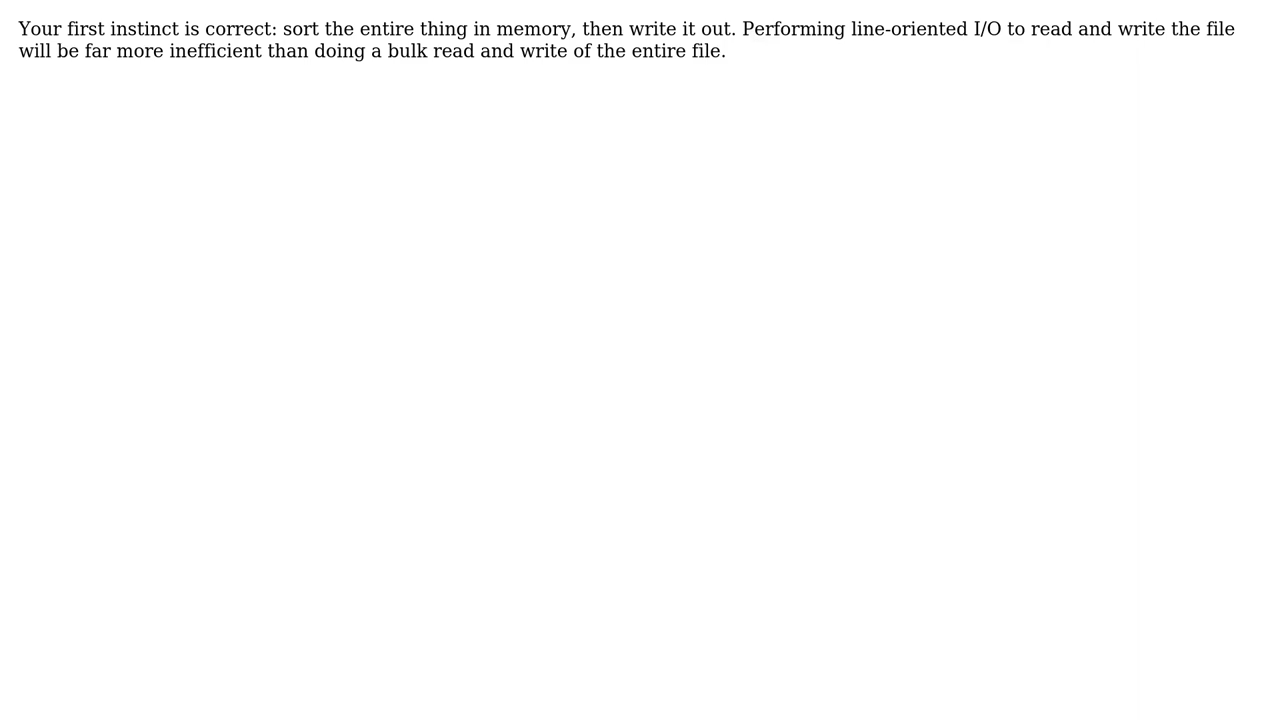 Your first instinct is correct: sort the entire thing in memory, then write it out. Performing line-oriented I/O to read and write the file
will be far more inefficient than doing a bulk read and write of the entire file.